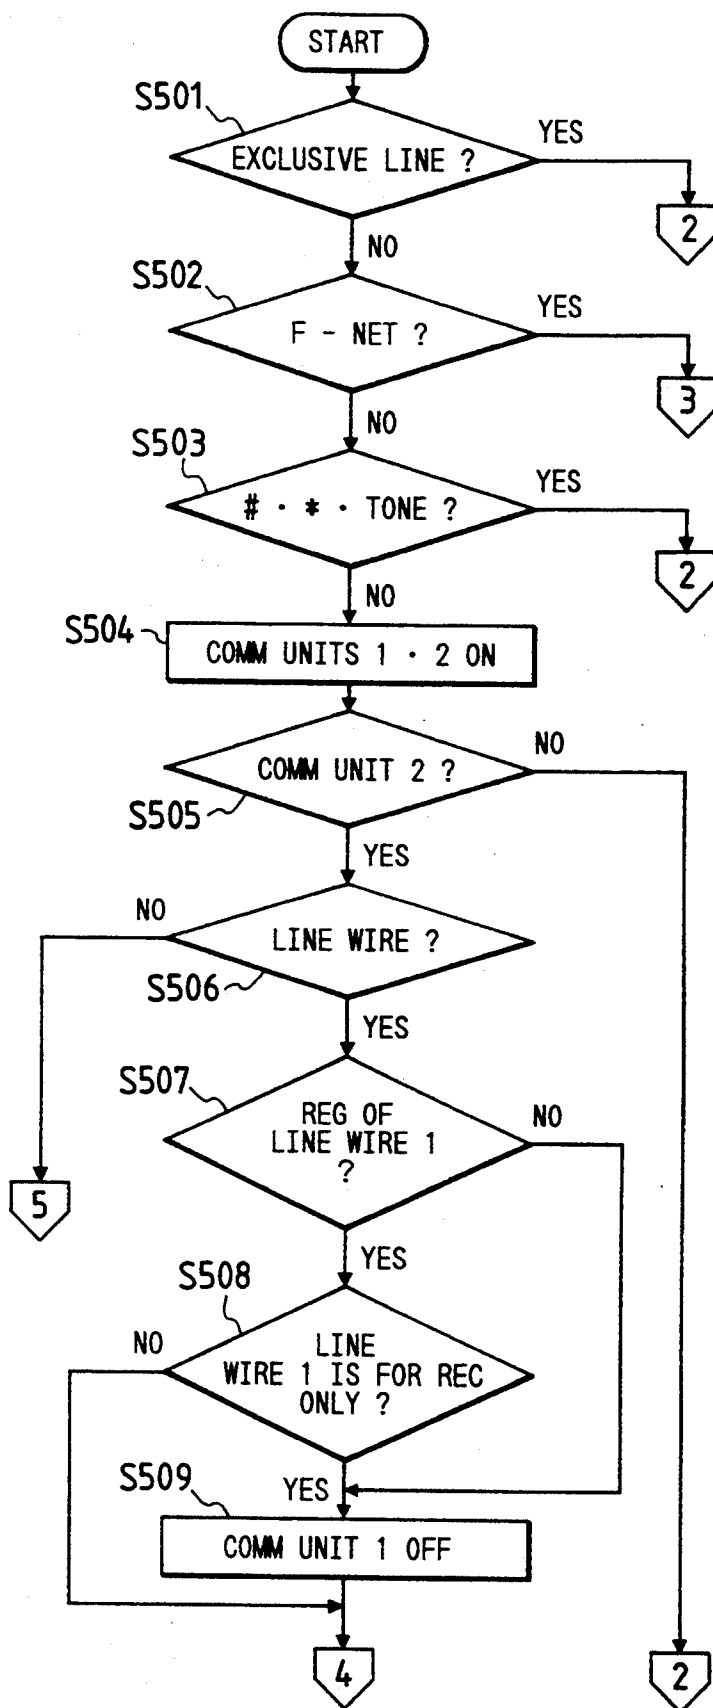 START
S501
EXCLUSIVE LINE ?
YES
2
NO
S502
F - NET ?
YES
3
NO
S503
# · * · TONE ?
YES
2
NO
S504
COMM UNITS 1 · 2 ON
COMM UNIT 2 ?
NO
S505
YES
NO
LINE WIRE ?
S506
YES
S507
REG OF
LINE WIRE 1
?
NO
5
YES
S508
NO
LINE
WIRE 1 IS FOR REC
ONLY ?
S509
YES
COMM UNIT 1 OFF
4
2